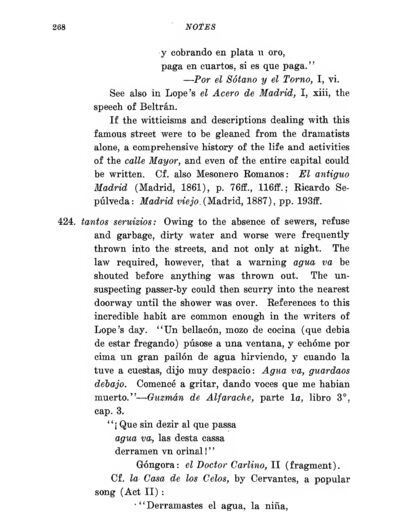 268 NOTES
y cobrando en plata u oro,
paga en cuartos, si es que paga."
—Por el Sótano y el Torno, I, vi.
See also in Lope's el Acero de Madrid, I, xiii, the
speech of Beltrán.
If the witticisms and descriptions dealing with this
famous street were to be gleaned from the dramatists
alone, a comprehensive history of the life and activities
of the calle Mayor, and even of the entire capital could
be written. Cf. also Mesonero Romanos: El antiguo
Madrid (Madrid, 1861), p. 76ff., 116ff.; Ricardo Se-
púlveda: Madrid viejo (Madrid, 1887), pp. 193ff.
424. tantos seruizios: Owing to the absence of sewers, refuse
and garbage, dirty water and worse were frequently
thrown into the streets, and not only at night. The
law required, however, that a warning agua va be
shouted before anything was thrown out. The un-
suspecting passer-by could then scurry into the nearest
doorway until the shower was over. References to this
incredible habit are common enough in the writers of
Lope's day. "Un bellacón, mozo de cocina (que debia
de estar fregando) púsose a una ventana, y echóme por
cima un gran pailón de agua hirviendo, y cuando la
tuve a cuestas, dijo muy despacio: Agua va, guardaos
debajo. Comencé a gritar, dando voces que me habian
muerto."—Guzmán de Alfarache, parte 1a, libro 3°,
cap. 3.
"¡Que sin dezir al que passa
agua va, las desta cassa
derramen vn orinal!"
Góngora: el Doctor Carlino, II (fragment).
Cf. la Casa de los Celos, by Cervantes, a popular
song (Act II):
"Derramastes el agua, la niña,